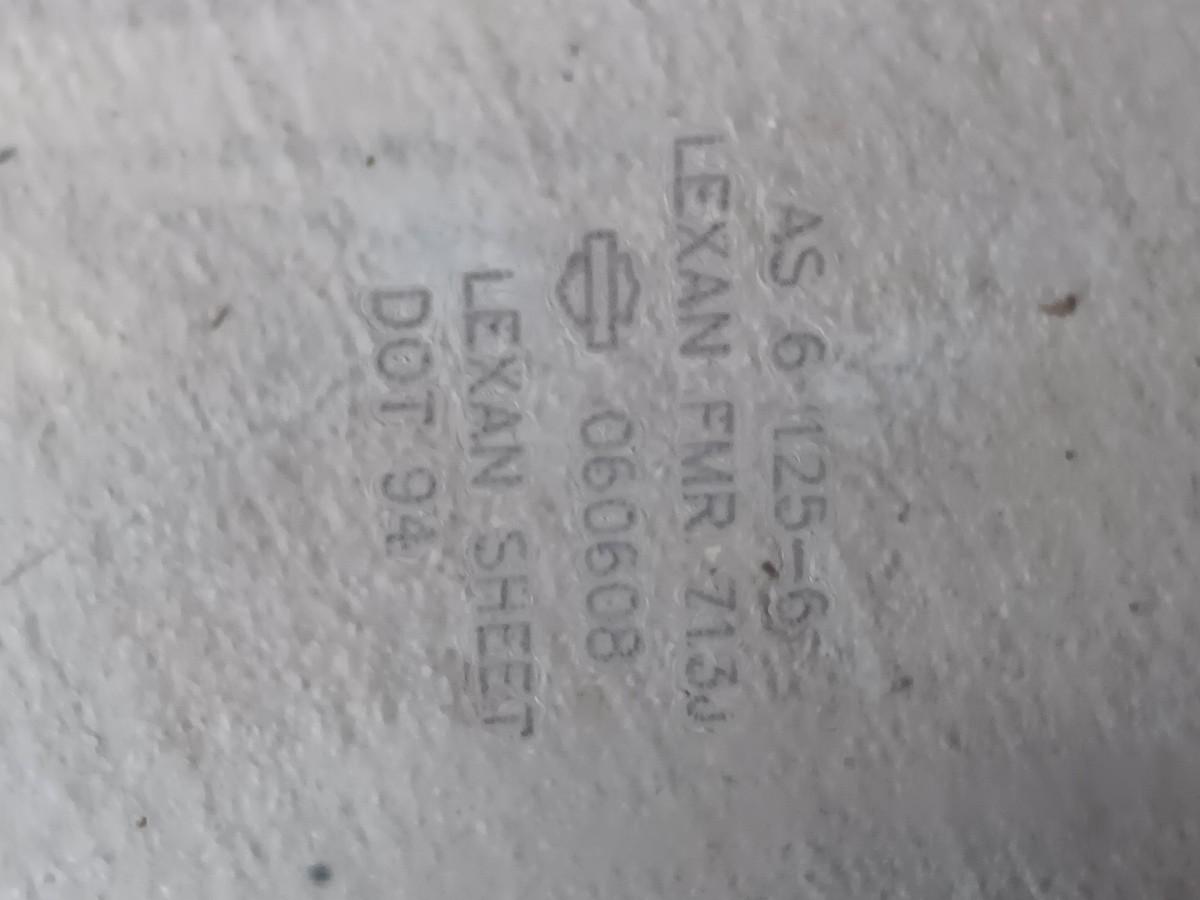 AS 6 125-6
LEXAN FMR 713J
060608
LEXAN SHEET
DOT 94